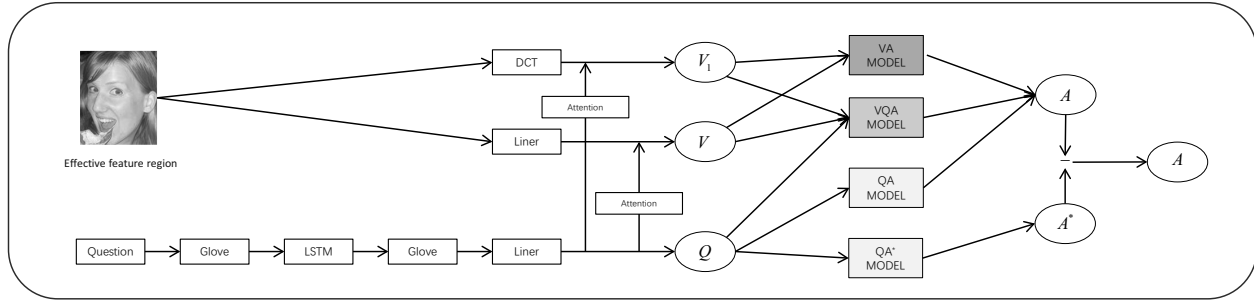 DCT
V₁
VA
MODEL
Attention
A
VQA
MODEL
Liner
V
Effective feature region
−
A
QA
MODEL
Attention
A*
Question
Glove
LSTM
Glove
Liner
Q
QA*
MODEL